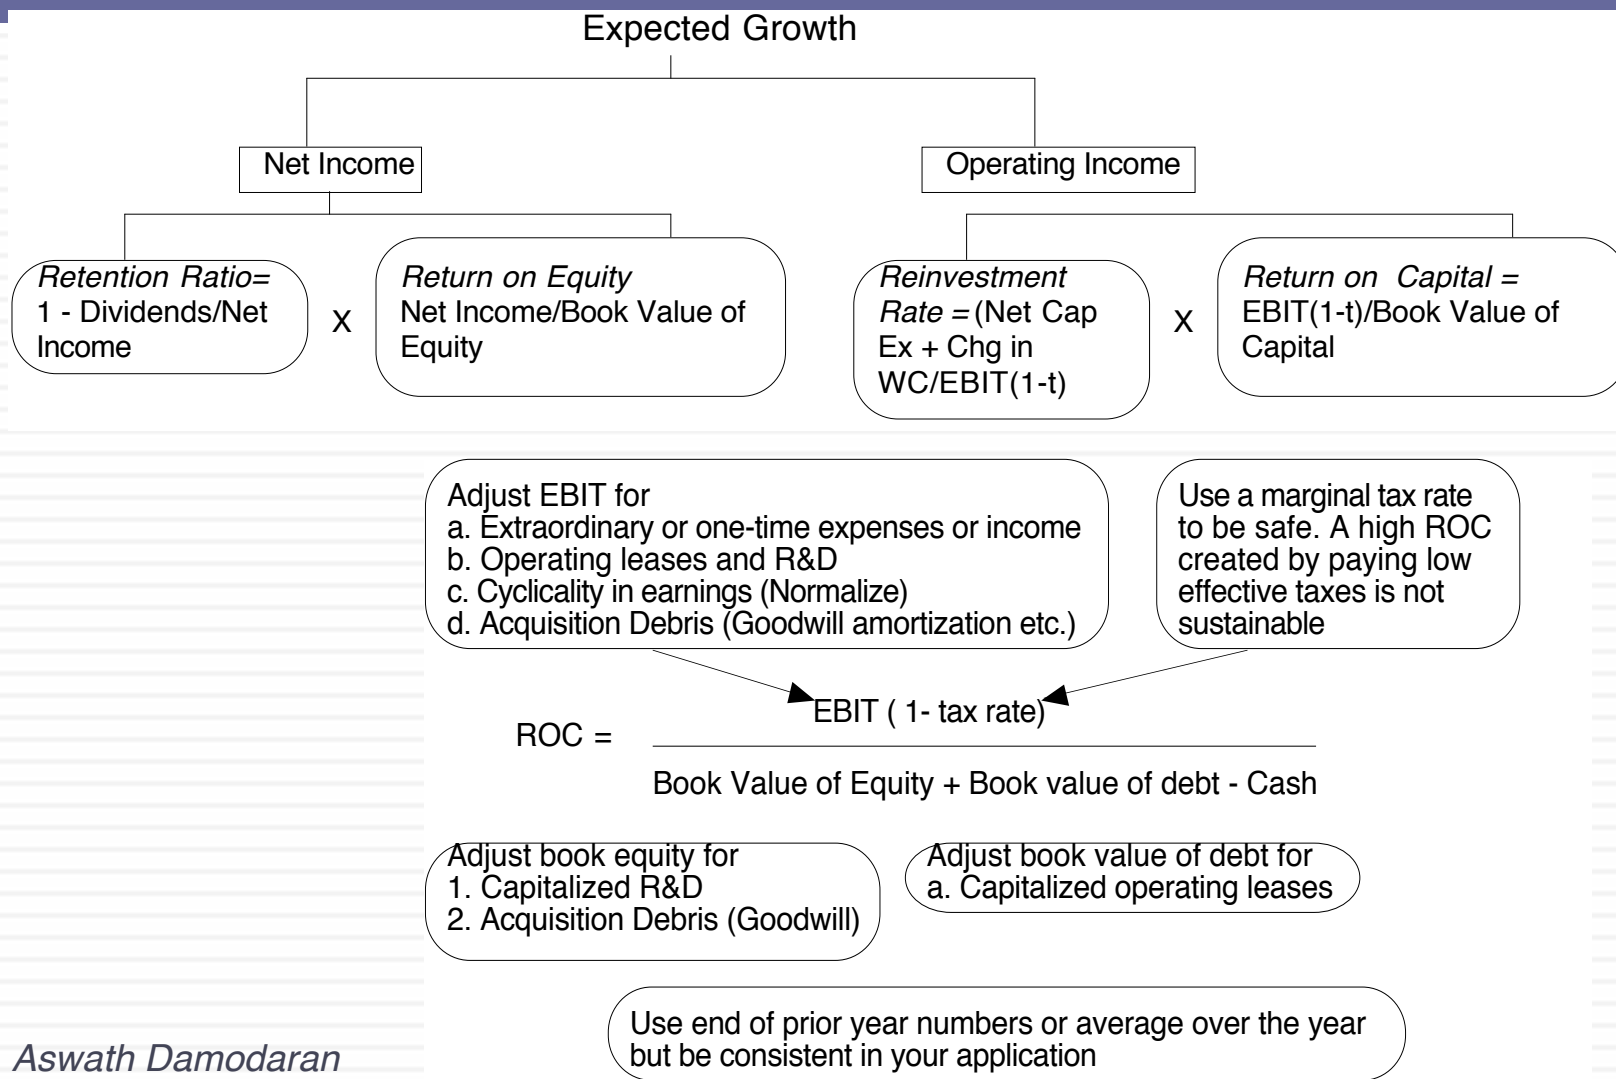 Expected Growth
Net Income
Operating Income
Retention Ratio=
1 - Dividends/Net
Income
X
Return on Equity
Net Income/Book Value of
Equity
Reinvestment
Rate = (Net Cap
Ex + Chg in
WC/EBIT(1-t)
X
Return on Capital =
EBIT(1-t)/Book Value of
Capital
Adjust EBIT for
a. Extraordinary or one-time expenses or income
b. Operating leases and R&D
c. Cyclicality in earnings (Normalize)
d. Acquisition Debris (Goodwill amortization etc.)
Use a marginal tax rate
to be safe. A high ROC
created by paying low
effective taxes is not
sustainable
ROC =
EBIT ( 1- tax rate)
Book Value of Equity + Book value of debt - Cash
Adjust book equity for
1. Capitalized R&D
2. Acquisition Debris (Goodwill)
Adjust book value of debt for
a. Capitalized operating leases
Use end of prior year numbers or average over the year
but be consistent in your application
Aswath Damodaran